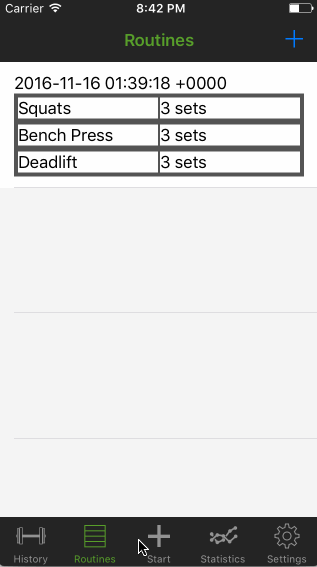 Carrier 8:42 PM
Routines +
2016-11-16 01:39:18 +0000
Squats 3 sets
Bench Press 3 sets
Deadlift 3 sets
History Routines Start Statistics Settings